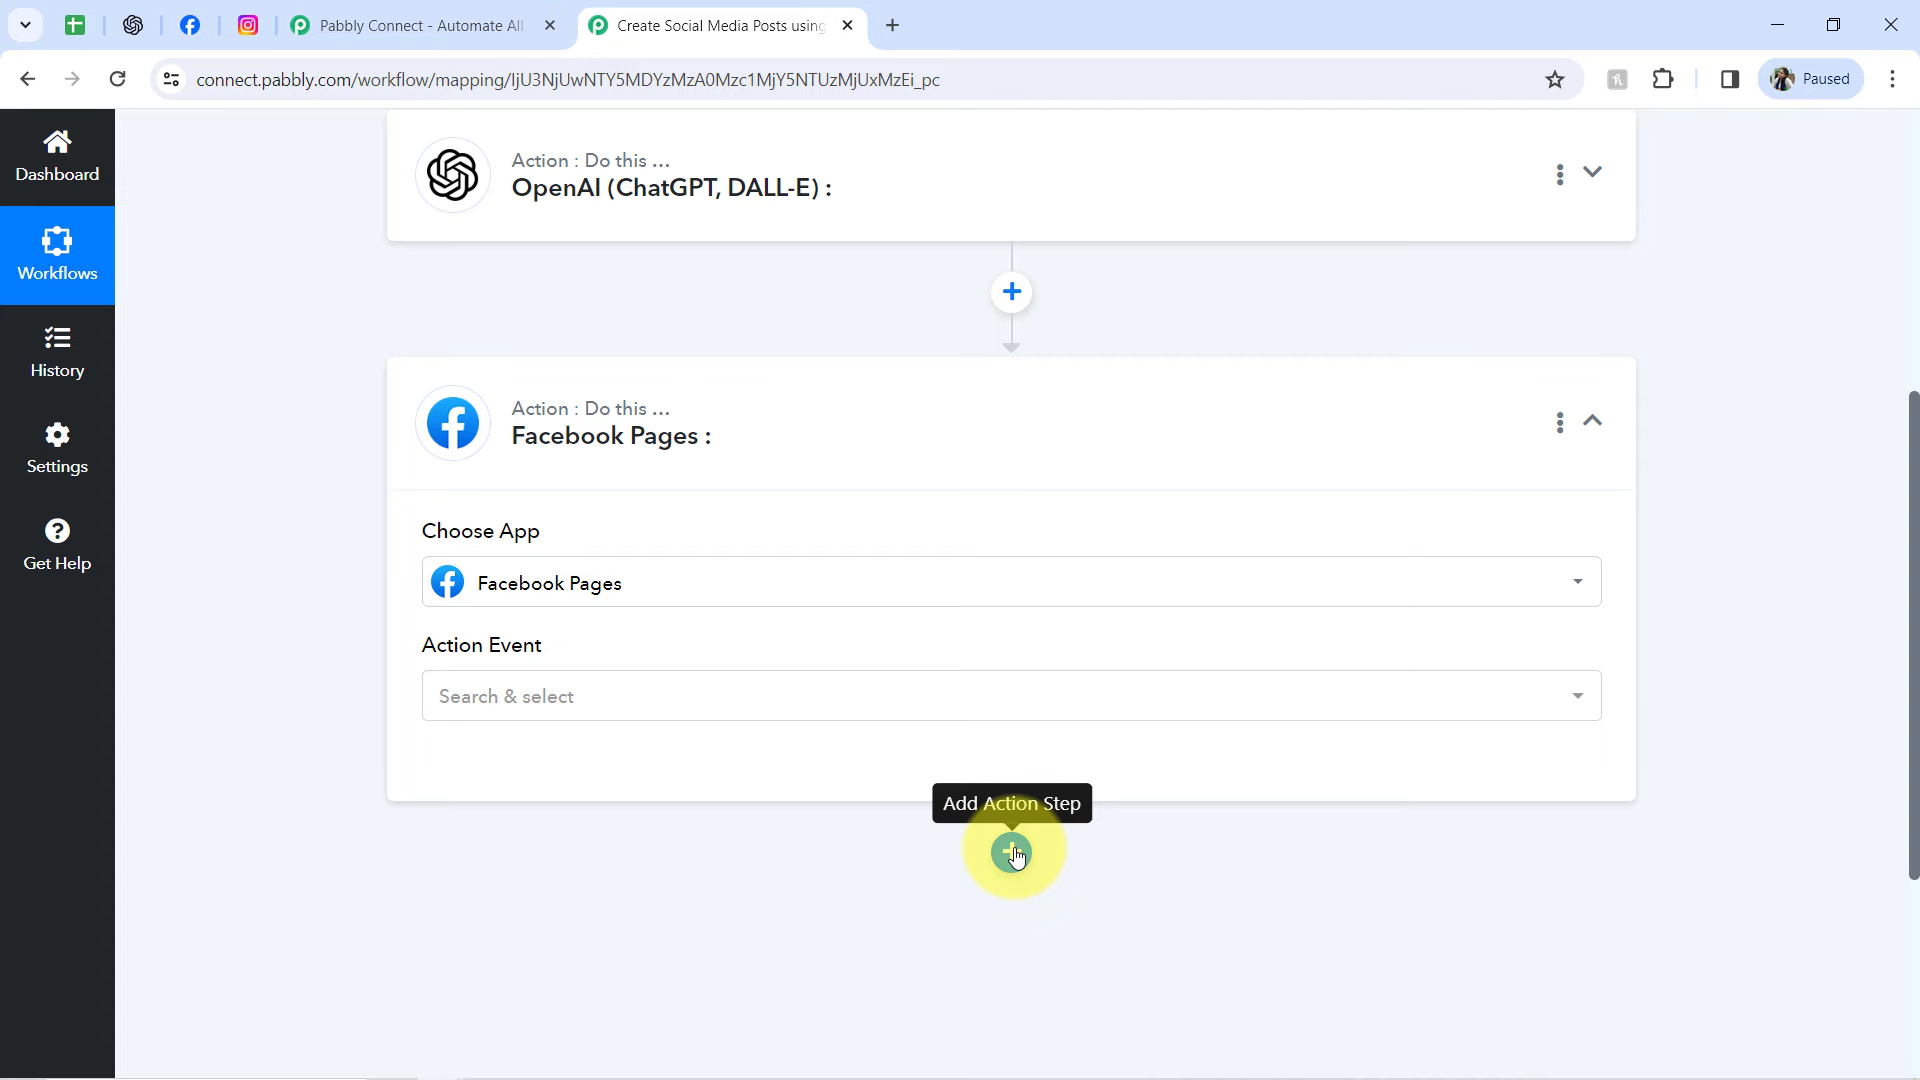 Pabbly Connect - Automate All
Create Social Media Posts using
connect.pabbly.com/workflow/mapping/IjU3NjUwNTY5MDYzMzA0Mzc1MjY5NTUzMjUxMzEi_pc
Paused
Dashboard
Workflows
History
Settings
Get Help
Action : Do this ...
OpenAI (ChatGPT, DALL-E) :
Action : Do this ...
Facebook Pages :
Choose App
Facebook Pages
Action Event
Search & select
Add Action Step